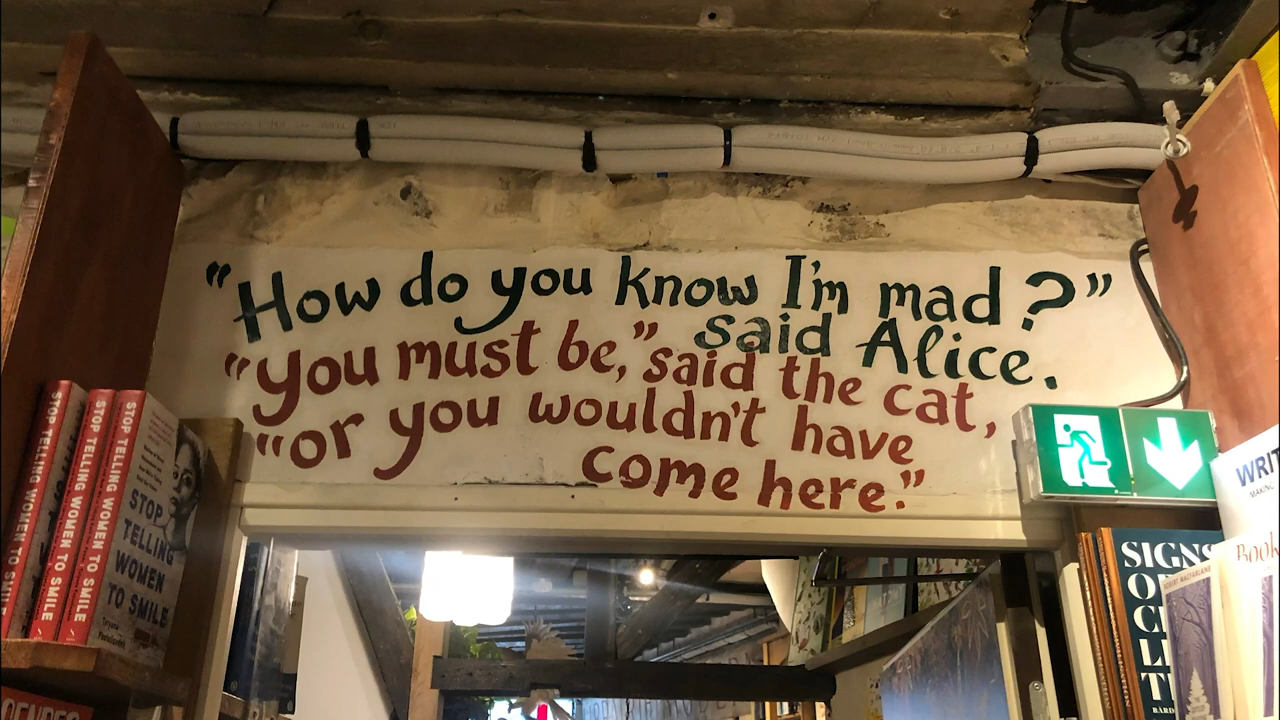 "How do you know I'm mad?"
said Alice.
"You must be," said the cat,
"or you wouldn't have
come here."
STOP TELLING WOMEN TO SMILE
STOP TELLING WOMEN TO SMILE
STOP TELLING WOMEN TO SMILE
STOP
TELLING
WOMEN
TO SMILE
SIGNS
ROBERT MACFARLANE